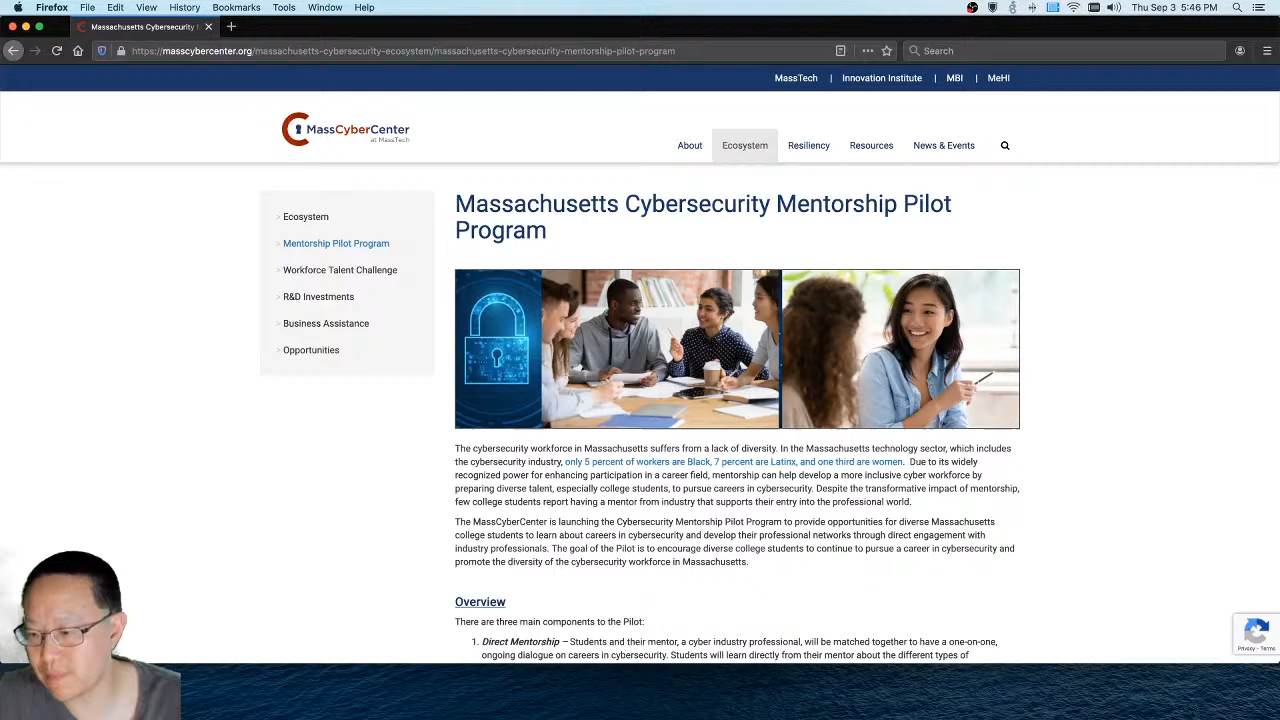 Firefox File Edit View History Bookmarks Tools Window Help Thu Sep 3 5:46 PM
Massachusetts Cybersecurity
https://masscybercenter.org/massachusetts-cybersecurity-ecosystem/massachusetts-cybersecurity-mentorship-pilot-program Search
MassTech | Innovation Institute | MBI | MeHI
MassCyberCenter
at MassTech
About Ecosystem Resiliency Resources News & Events
> Ecosystem
> Mentorship Pilot Program
> Workforce Talent Challenge
> R&D Investments
> Business Assistance
> Opportunities
Massachusetts Cybersecurity Mentorship Pilot
Program
The cybersecurity workforce in Massachusetts suffers from a lack of diversity. In the Massachusetts technology sector, which includes
the cybersecurity industry, only 5 percent of workers are Black, 7 percent are Latinx, and one third are women. Due to its widely
recognized power for enhancing participation in a career field, mentorship can help develop a more inclusive cyber workforce by
preparing diverse talent, especially college students, to pursue careers in cybersecurity. Despite the transformative impact of mentorship,
few college students report having a mentor from industry that supports their entry into the professional world.
The MassCyberCenter is launching the Cybersecurity Mentorship Pilot Program to provide opportunities for diverse Massachusetts
college students to learn about careers in cybersecurity and develop their professional networks through direct engagement with
industry professionals. The goal of the Pilot is to encourage diverse college students to continue to pursue a career in cybersecurity and
promote the diversity of the cybersecurity workforce in Massachusetts.
Overview
There are three main components to the Pilot:
1. Direct Mentorship – Students and their mentor, a cyber industry professional, will be matched together to have a one-on-one,
ongoing dialogue on careers in cybersecurity. Students will learn directly from their mentor about the different types of
Privacy - Terms